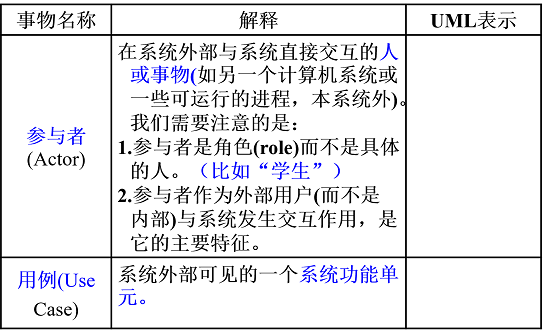 事物名称 解释 UML表示
参与者
(Actor)
在系统外部与系统直接交互的人
或事物(如另一个计算机系统或
一些可运行的进程，本系统外)。
我们需要注意的是：
1.参与者是角色(role)而不是具体
的人。（比如“学生”）
2.参与者作为外部用户(而不是
内部)与系统发生交互作用，是
它的主要特征。
用例(Use
Case)
系统外部可见的一个系统功能单
元。